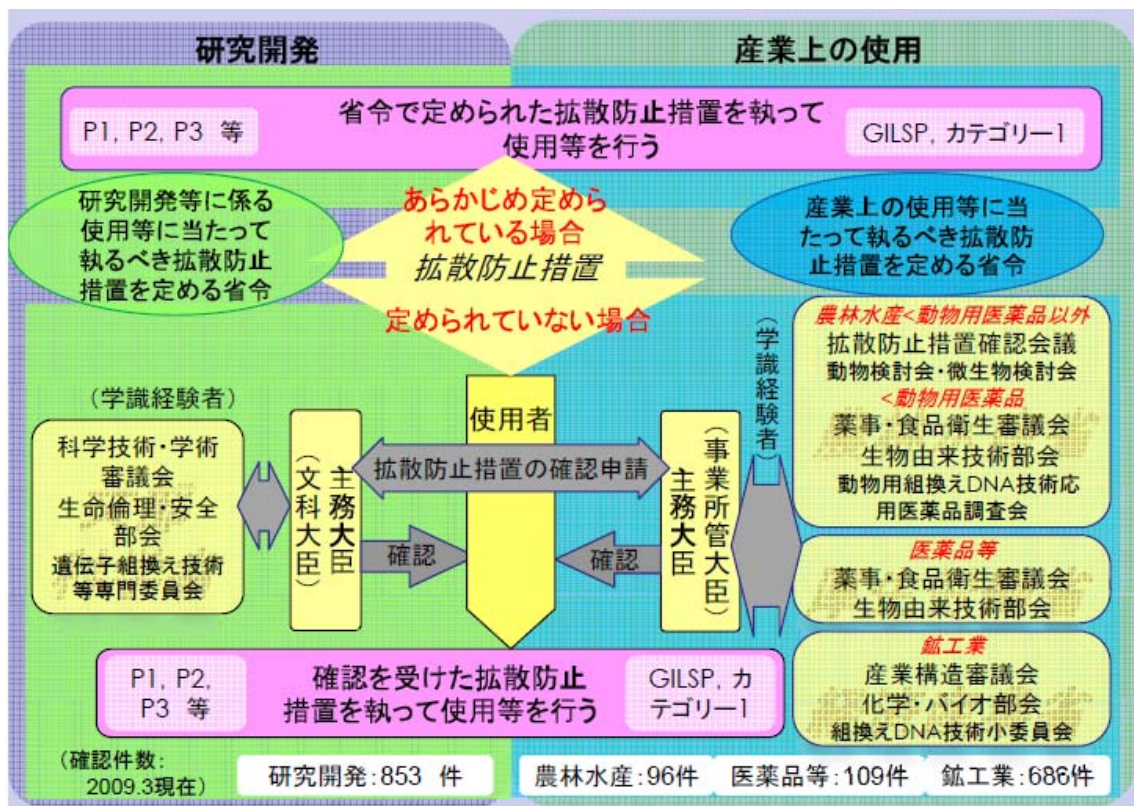 研究開発
産業上の使用
P1, P2, P3 等
省令で定められた拡散防止措置を執って
使用等を行う
GILSP, カテゴリー1
研究開発等に係る
使用等に当たって
執るべき拡散防止
措置を定める省令
あらかじめ定めら
れている場合
拡散防止措置
定められていない場合
産業上の使用等に当
たって執るべき拡散防
止措置を定める省令
(学識経験者)
科学技術・学術
審議会
生命倫理・安全
部会
遺伝子組換え技術
等専門委員会
主務大臣
(文科大臣)
使用者
拡散防止措置の確認申請
確認
確認
(事業所管大臣)
主務大臣
(学識経験者)
農林水産<動物用医薬品以外
拡散防止措置確認会議
動物検討会・微生物検討会
<動物用医薬品
薬事・食品衛生審議会
生物由来技術部会
動物用組換えDNA技術応
用医薬品調査会
医薬品等
薬事・食品衛生審議会
生物由来技術部会
鉱工業
産業構造審議会
化学・バイオ部会
組換えDNA技術小委員会
P1, P2,
P3 等
確認を受けた拡散防止
措置を執って使用等を行う
GILSP, カ
テゴリー1
(確認件数:
2009.3現在)
研究開発:853 件
農林水産:96件
医薬品等:109件
鉱工業:686件